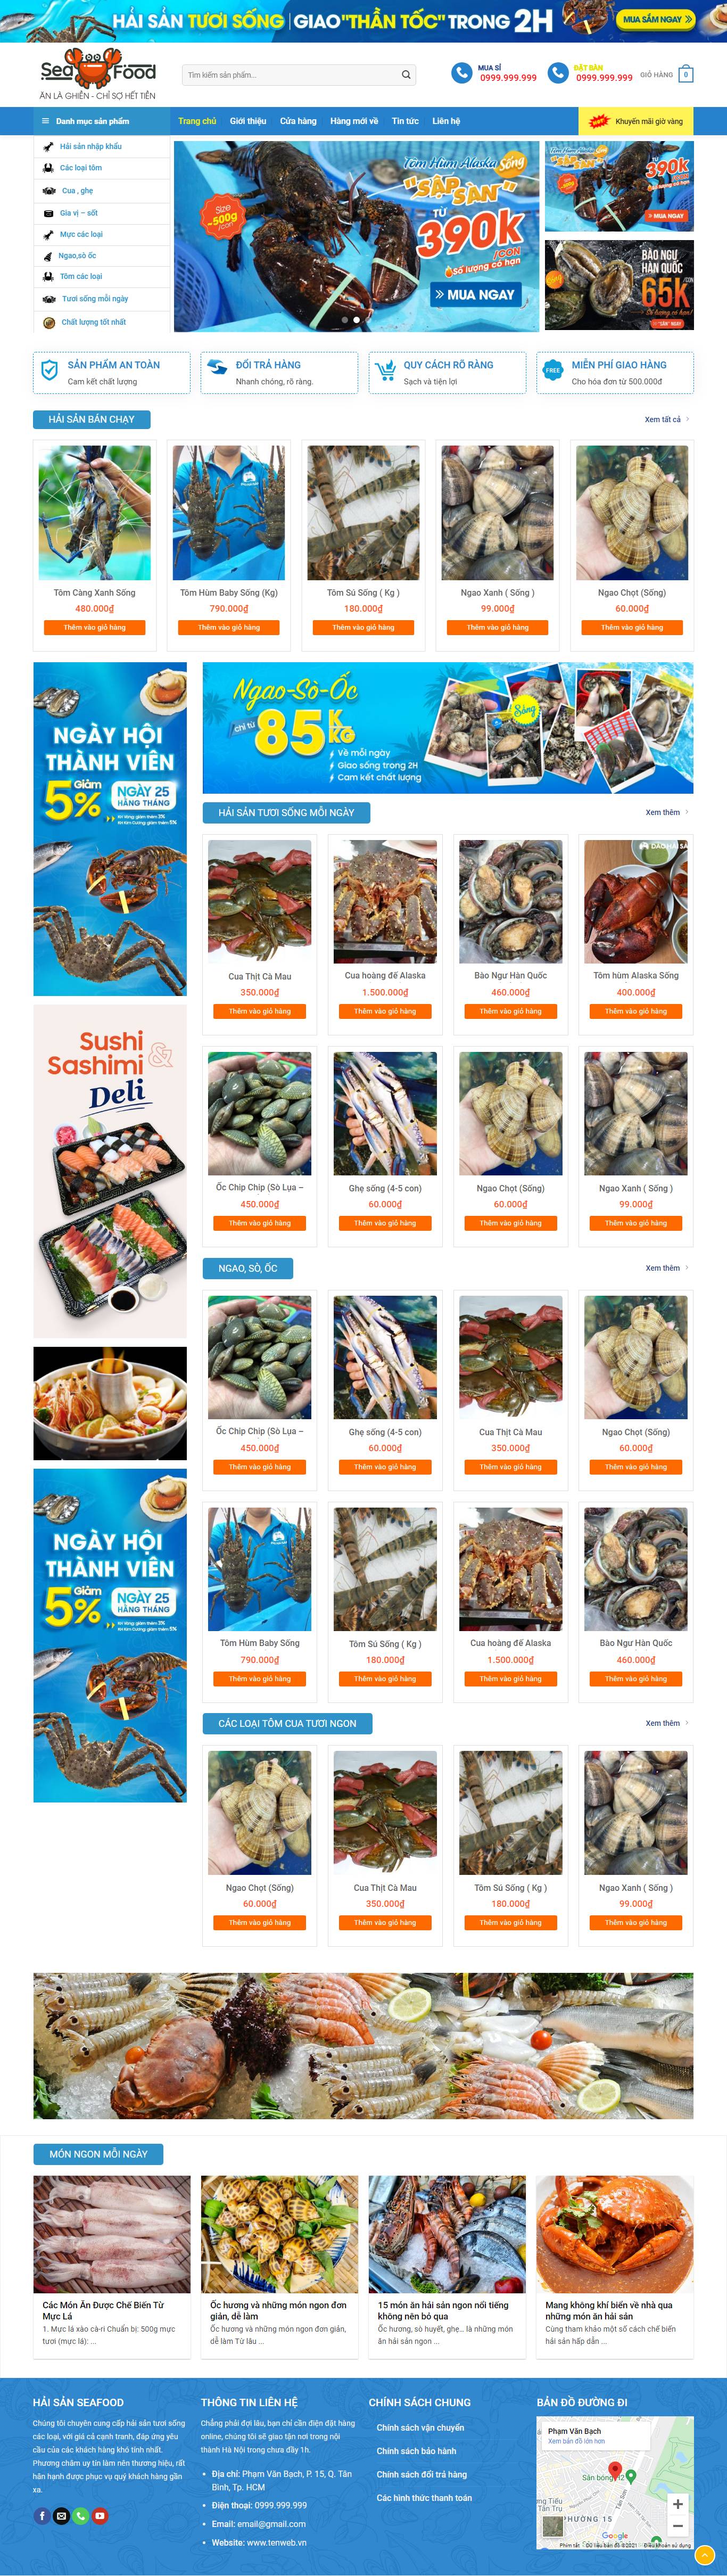 HẢI SẢN TƯƠI SỐNG | GIAO "THẦN TỐC" TRONG 2H
MUA SẮM NGAY
Sea Food
ĂN LÀ GHIỀN - CHỈ SỢ HẾT TIỀN
Tìm kiếm sản phẩm...
MUA SỈ
0999.999.999
ĐẶT BÀN
0999.999.999
GIỎ HÀNG
0
Danh mục sản phẩm
Trang chủ
Giới thiệu
Cửa hàng
Hàng mới về
Tin tức
Liên hệ
Khuyến mãi giờ vàng
Hải sản nhập khẩu
Các loại tôm
Cua , ghẹ
Gia vị – sốt
Mực các loại
Ngao,sò ốc
Tôm các loại
Tươi sống mỗi ngày
Chất lượng tốt nhất
Tôm Hùm Alaska Sống
"SẬP SÀN"
Size
~500g
/con
TỪ
390K
/CON
Số lượng có hạn
MUA NGAY
Tôm Hùm Alaska Sống
"SẬP SÀN"
TỪ
390K
MUA NGAY
BÀO NGƯ
HÀN QUỐC
65K
/CON
Số lượng có hạn
"SĂN" NGAY
SẢN PHẨM AN TOÀN
Cam kết chất lượng
ĐỔI TRẢ HÀNG
Nhanh chóng, rõ ràng.
QUY CÁCH RÕ RÀNG
Sạch và tiện lợi
FREE
MIỄN PHÍ GIAO HÀNG
Cho hóa đơn từ 500.000đ
HẢI SẢN BÁN CHẠY
Xem tất cả
Tôm Càng Xanh Sống
480.000₫
Thêm vào giỏ hàng
Tôm Hùm Baby Sống (Kg)
790.000₫
Thêm vào giỏ hàng
Tôm Sú Sống ( Kg )
180.000₫
Thêm vào giỏ hàng
Ngao Xanh ( Sống )
99.000₫
Thêm vào giỏ hàng
Ngao Chọt (Sống)
60.000₫
Thêm vào giỏ hàng
NGÀY HỘI
THÀNH VIÊN
Giảm
5%
NGÀY 25
HÀNG THÁNG
Sushi
Sashimi
&
Deli
NGÀY HỘI
THÀNH VIÊN
Giảm
5%
NGÀY 25
HÀNG THÁNG
Ngao-Sò-Ốc
chỉ từ
85K
KG
Về mỗi ngày
Giao sống trong 2H
Cam kết chất lượng
Sống
HẢI SẢN TƯƠI SỐNG MỖI NGÀY
Xem thêm
Cua Thịt Cà Mau
350.000₫
Thêm vào giỏ hàng
Cua hoàng đế Alaska
1.500.000₫
Thêm vào giỏ hàng
Bào Ngư Hàn Quốc
460.000₫
Thêm vào giỏ hàng
ĐẢO HẢI SẢ
Tôm hùm Alaska Sống
400.000₫
Thêm vào giỏ hàng
Ốc Chip Chip (Sò Lụa –
450.000₫
Thêm vào giỏ hàng
Ghẹ sống (4-5 con)
60.000₫
Thêm vào giỏ hàng
Ngao Chọt (Sống)
60.000₫
Thêm vào giỏ hàng
Ngao Xanh ( Sống )
99.000₫
Thêm vào giỏ hàng
NGAO, SÒ, ỐC
Xem thêm
Ốc Chip Chip (Sò Lụa –
450.000₫
Thêm vào giỏ hàng
Ghẹ sống (4-5 con)
60.000₫
Thêm vào giỏ hàng
Cua Thịt Cà Mau
350.000₫
Thêm vào giỏ hàng
Ngao Chọt (Sống)
60.000₫
Thêm vào giỏ hàng
Tôm Hùm Baby Sống
790.000₫
Thêm vào giỏ hàng
Tôm Sú Sống ( Kg )
180.000₫
Thêm vào giỏ hàng
Cua hoàng đế Alaska
1.500.000₫
Thêm vào giỏ hàng
Bào Ngư Hàn Quốc
460.000₫
Thêm vào giỏ hàng
CÁC LOẠI TÔM CUA TƯƠI NGON
Xem thêm
Ngao Chọt (Sống)
60.000₫
Thêm vào giỏ hàng
Cua Thịt Cà Mau
350.000₫
Thêm vào giỏ hàng
Tôm Sú Sống ( Kg )
180.000₫
Thêm vào giỏ hàng
Ngao Xanh ( Sống )
99.000₫
Thêm vào giỏ hàng
MÓN NGON MỖI NGÀY
Các Món Ăn Được Chế Biến Từ
Mực Lá
1. Mực lá xào cà-ri Chuẩn bị: 500g mực
tươi (mực lá): ...
Ốc hương và những món ngon đơn
giản, dễ làm
Ốc hương và những món ngon đơn giản,
dễ làm Từ lâu ...
15 món ăn hải sản ngon nổi tiếng
không nên bỏ qua
Ốc hương, sò huyết, ghẹ... là những món
ăn hải sản ngon ...
Mang không khí biển về nhà qua
những món ăn hải sản
Cùng tham khảo một số cách chế biến
hải sản hấp dẫn ...
HẢI SẢN SEAFOOD
Chúng tôi chuyên cung cấp hải sản tươi sống
các loại, với giá cả cạnh tranh, đáp ứng yêu
cầu của các khách hàng khó tính nhất.
Phương châm uy tín làm nên thương hiệu, rất
hân hạnh được phục vụ quý khách hàng gần
xa.
THÔNG TIN LIÊN HỆ
Chẳng phải đợi lâu, bạn chỉ cần điện đặt hàng
online, chúng tôi sẽ giao tận nơi trong nội
thành Hà Nội trong chưa đầy 1h.
Địa chỉ: Phạm Văn Bạch, P. 15, Q. Tân
Bình, Tp. HCM
Điện thoại: 0999.999.999
Email: email@gmail.com
Website: www.tenweb.vn
CHÍNH SÁCH CHUNG
Chính sách vận chuyển
Chính sách bảo hành
Chính sách đổi trả hàng
Các hình thức thanh toán
BẢN ĐỒ ĐƯỜNG ĐI
Phạm Văn Bạch
Xem bản đồ lớn hơn
Sân bóng
PHƯỜNG 15
Google
Phím tắt
Dữ liệu bản đồ ©2021
Điều khoản sử dụng